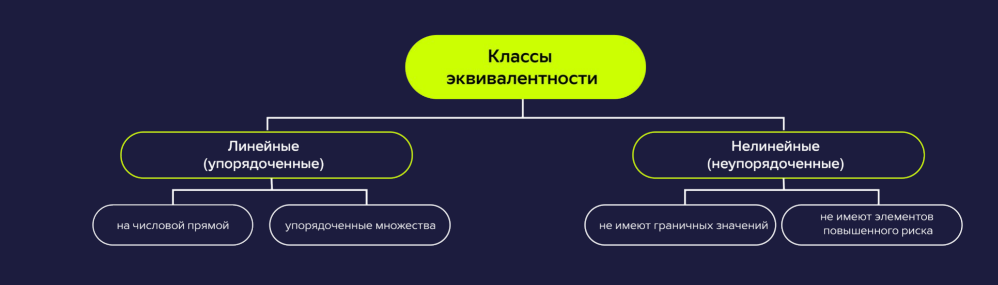 Классы
эквивалентности
Линейные
(упорядоченные)
Нелинейные
(неупорядоченные)
на числовой прямой
упорядоченные множества
не имеют граничных значений
не имеют элементов
повышенного риска